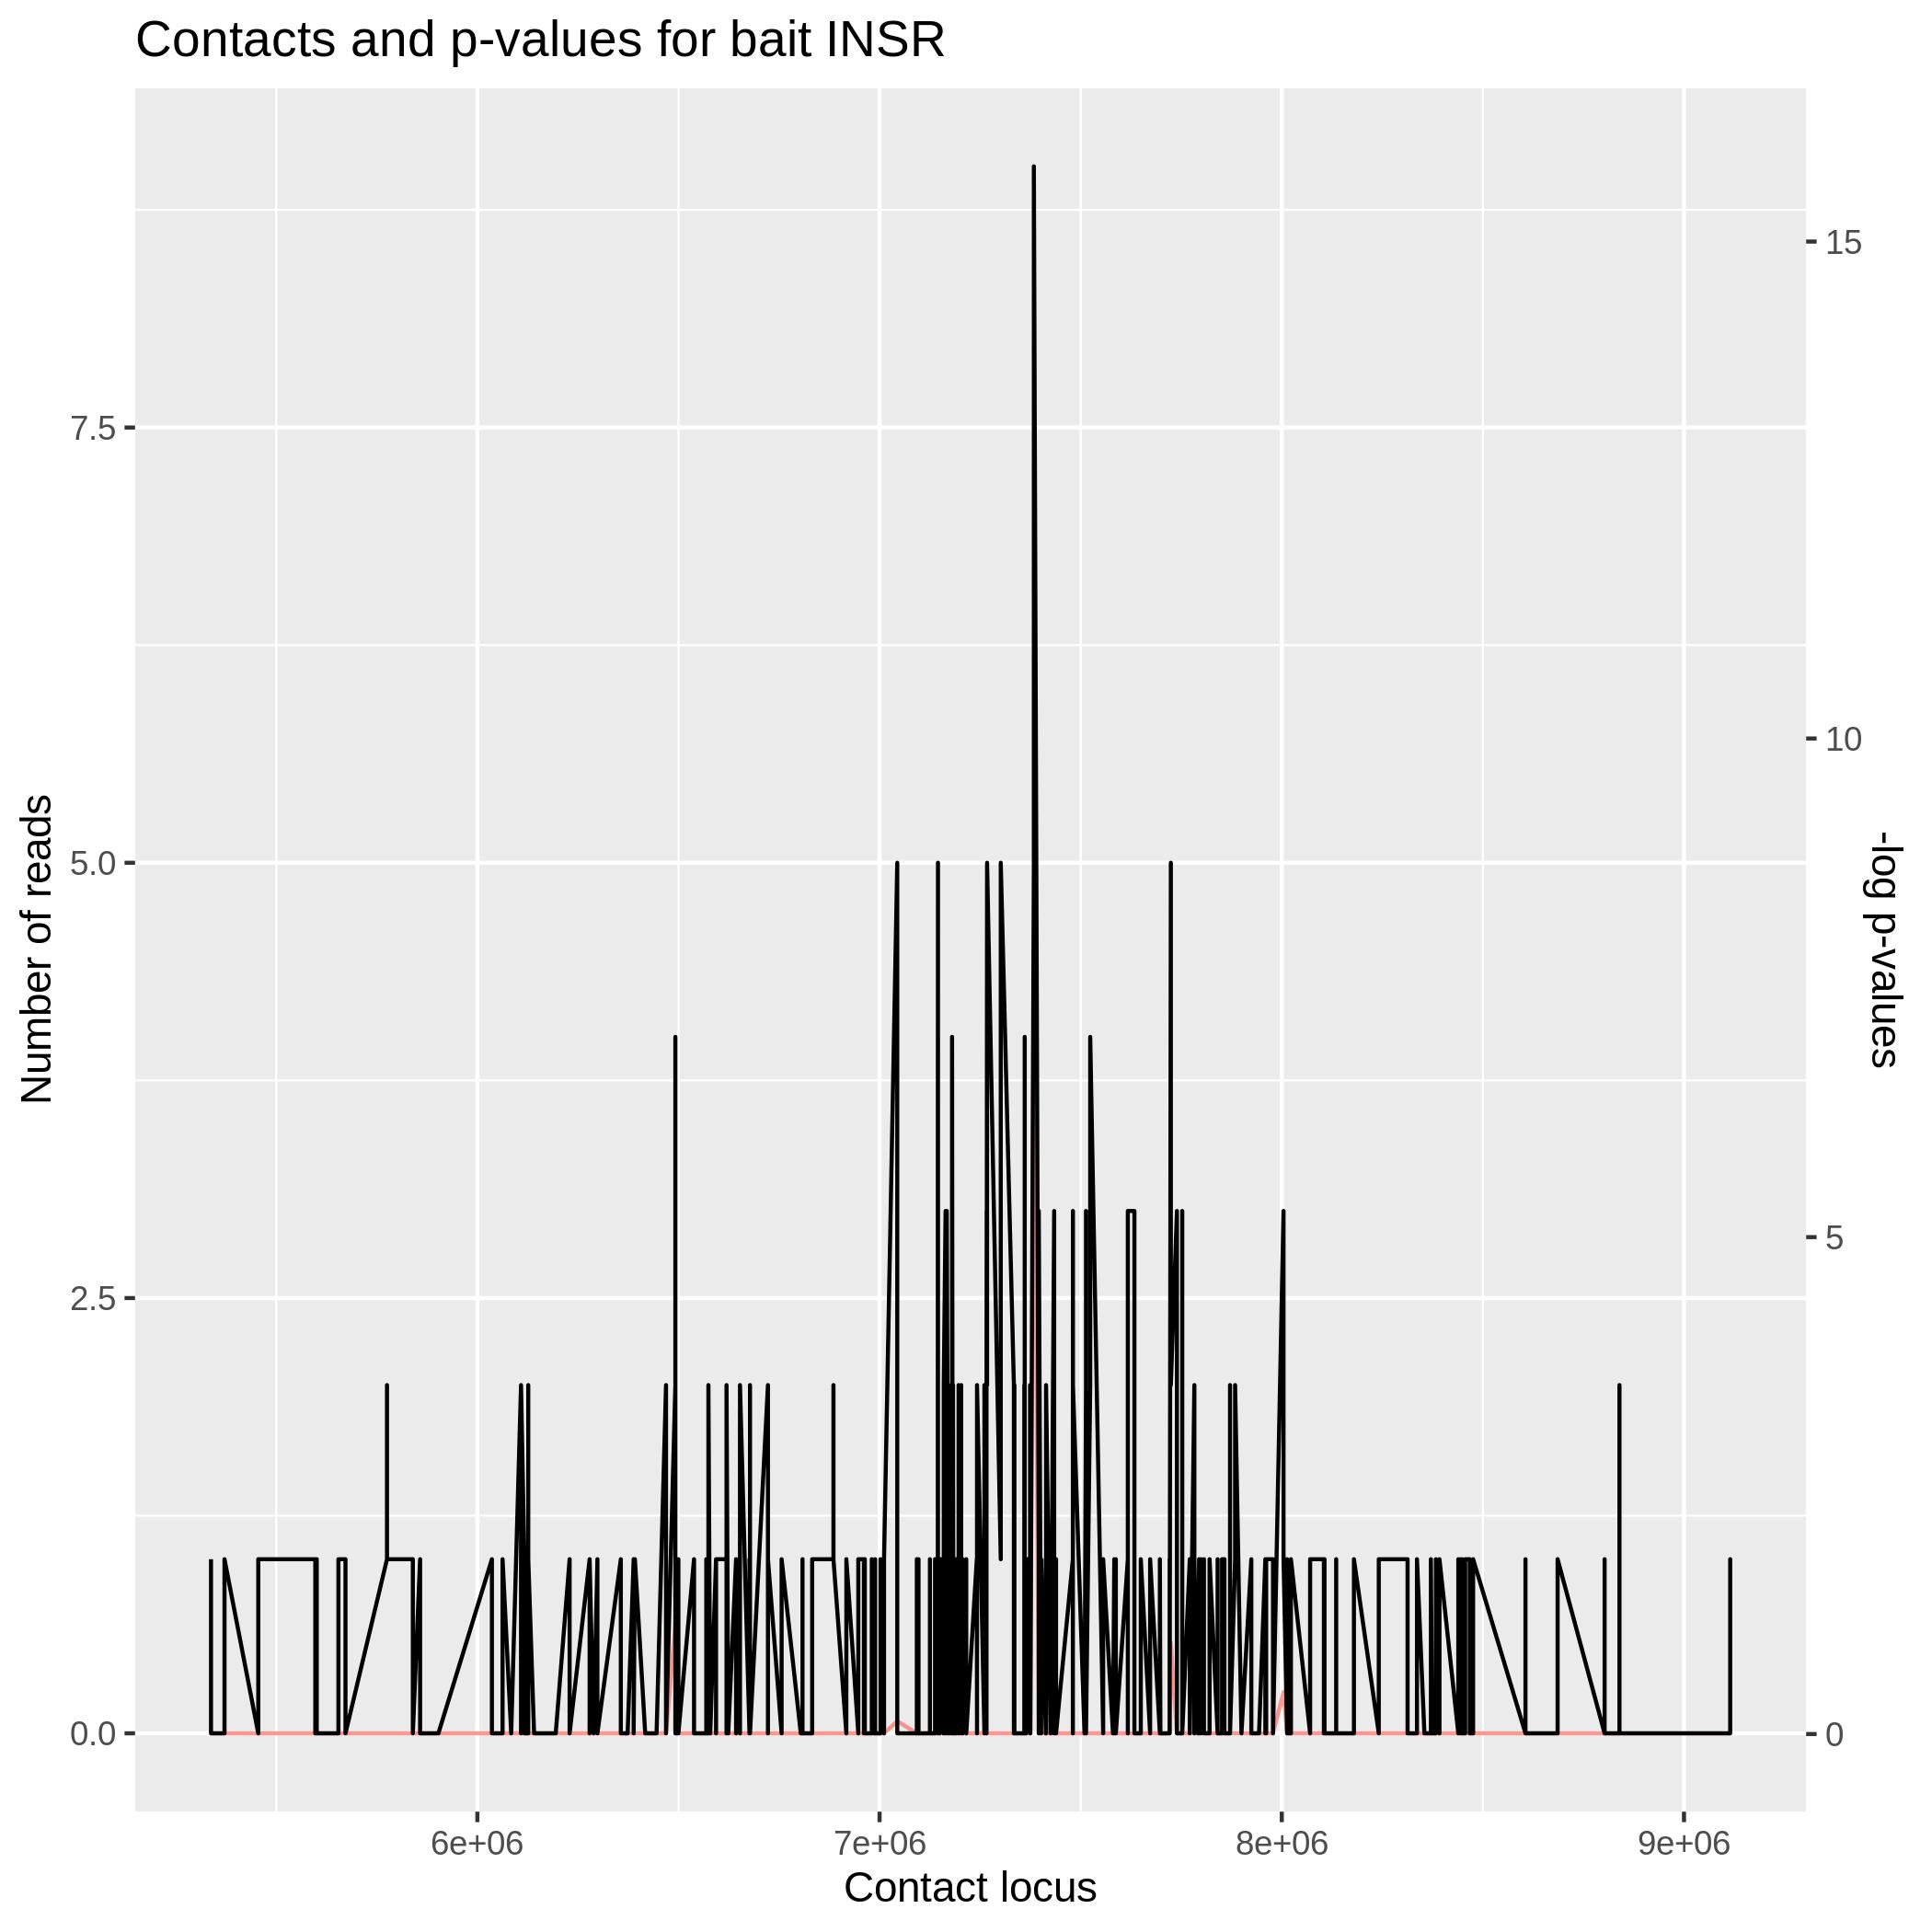 Contacts and p-values for bait INSR
Number of reads
7.5
5.0
2.5
0.0
15
10
5
0
-log p-values
6e+06 7e+06 8e+06 9e+06
Contact locus